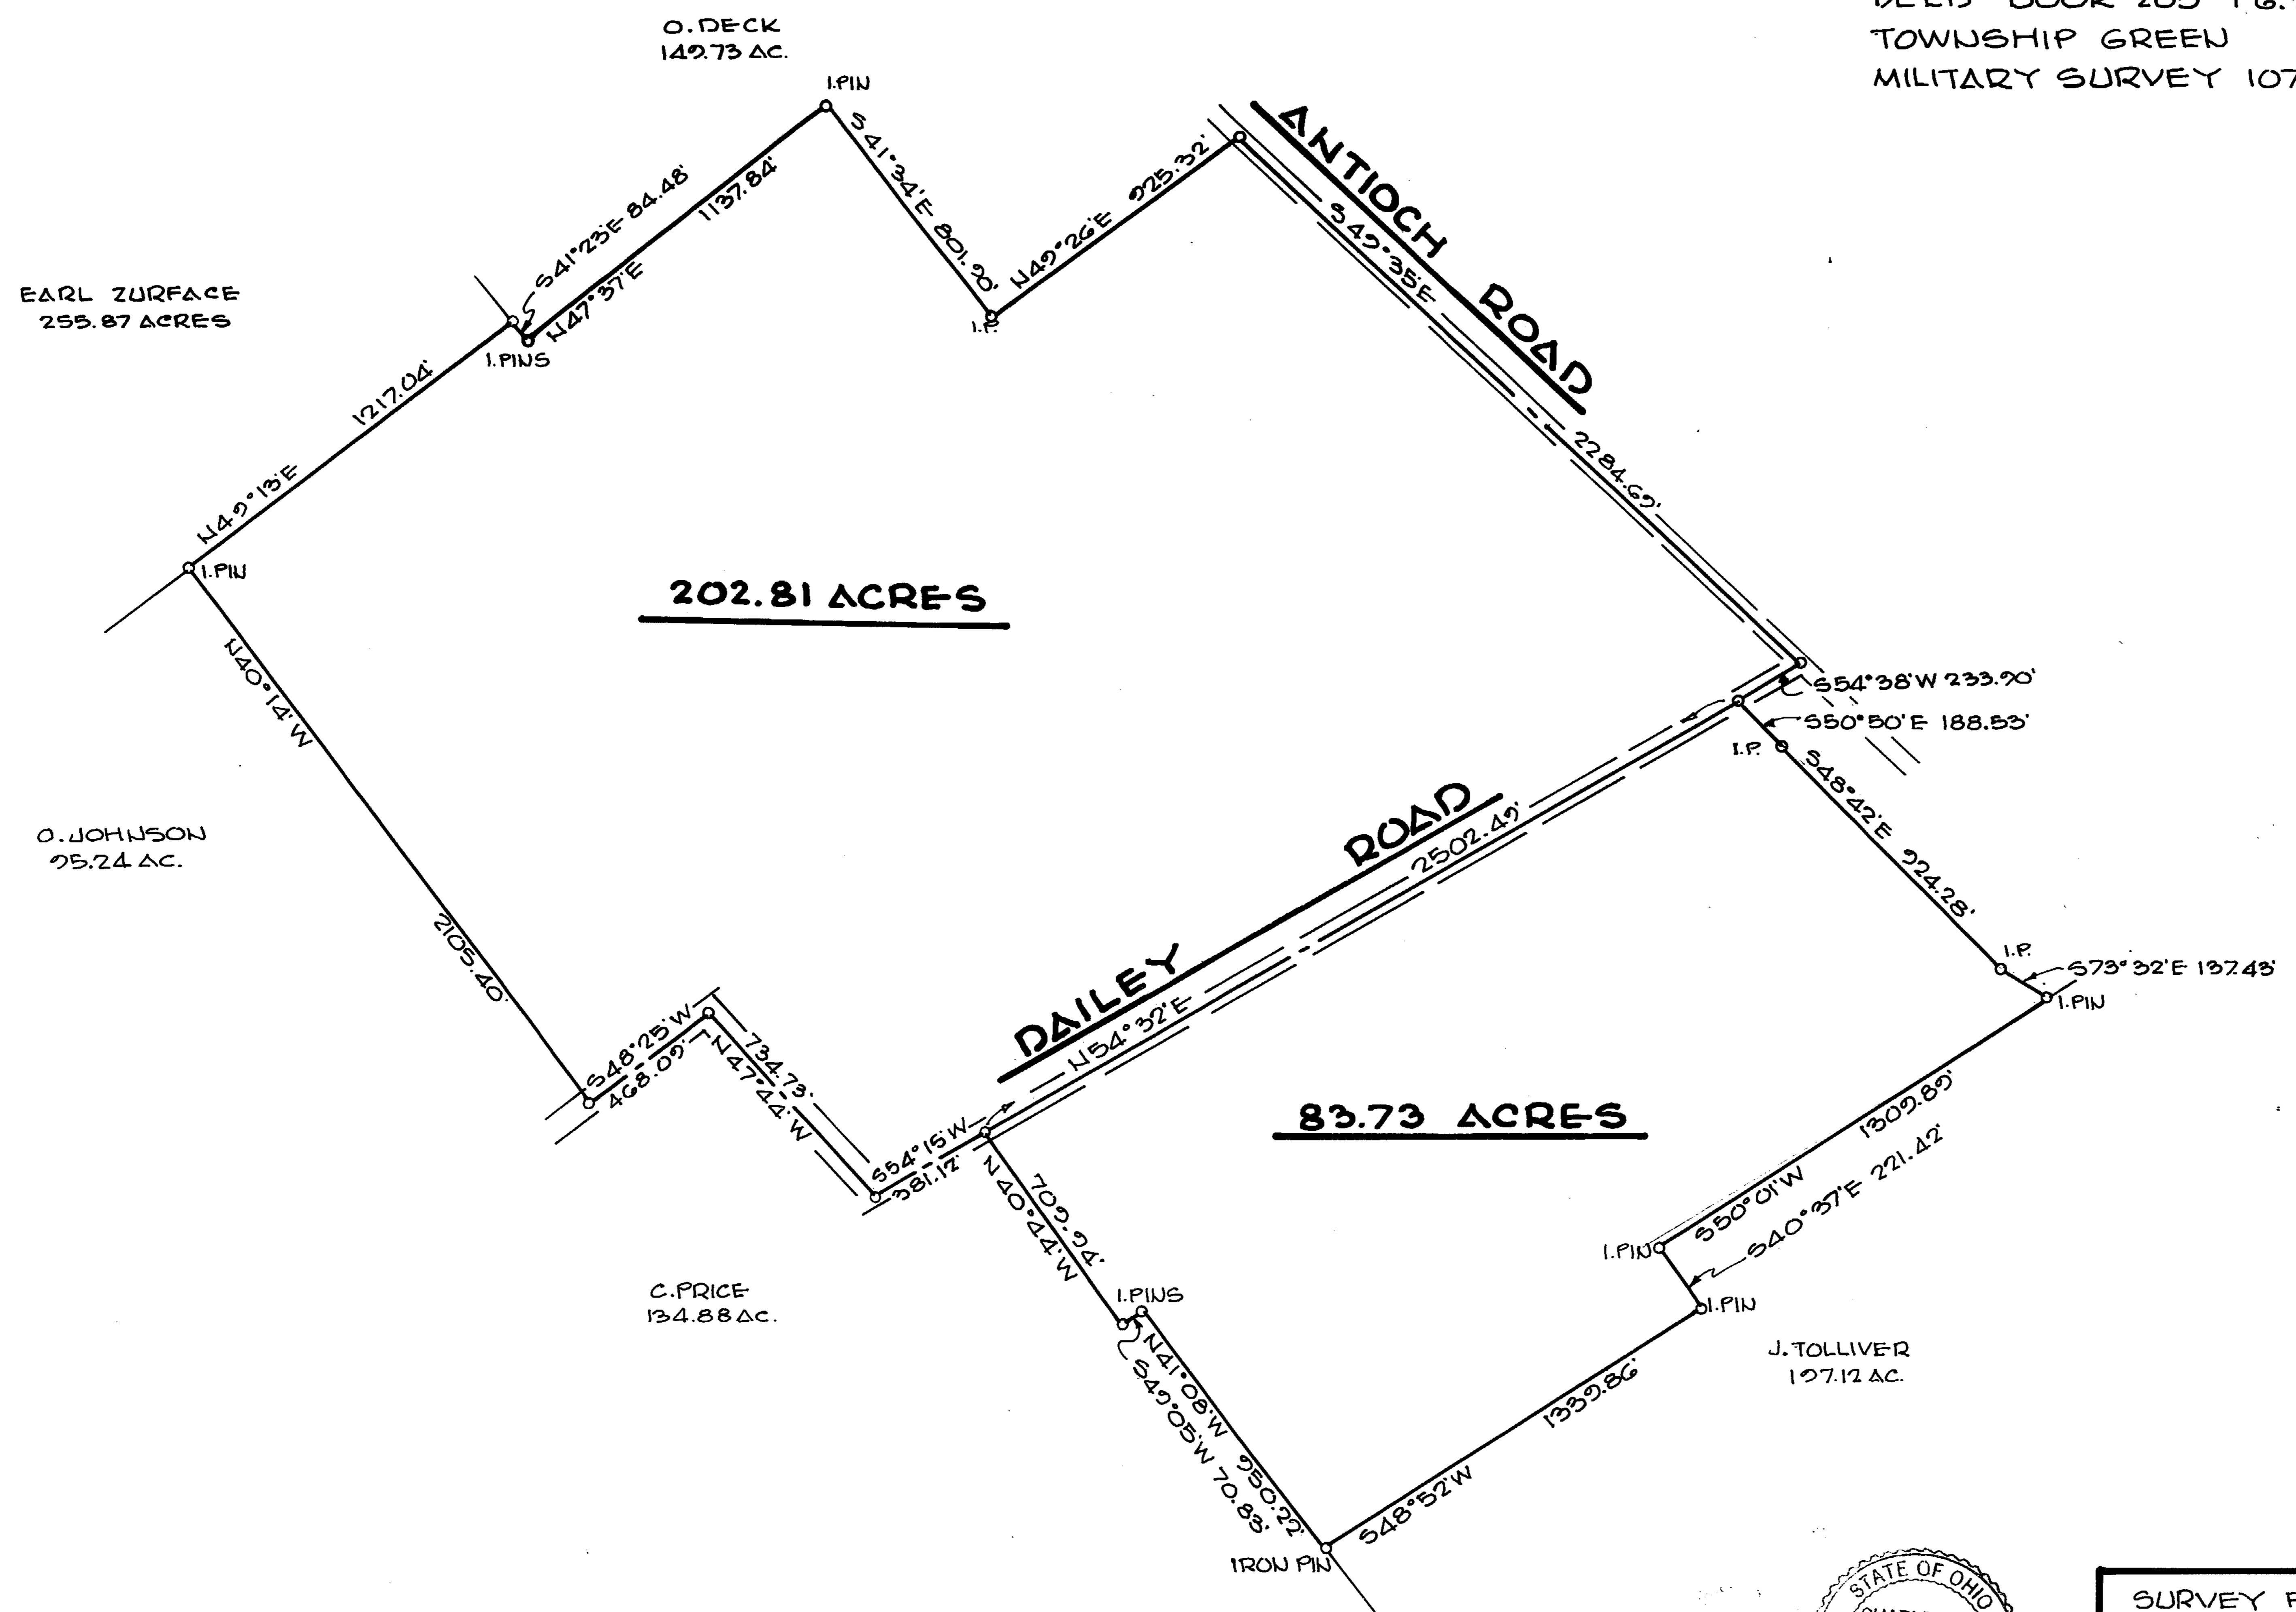 O. DECK
149.73 AC.
TOWNSHIP GREEN
MILITARY SURVEY 107
I.PIN
S41°34'E 801.90'
N49°26'E 925.32'
I.P.
ANTIOCH ROAD
S49°35'E
2284.69'
S41°23'E 84.48'
1137.84'
N47°37'E
I.PINS
EARL ZURFACE
255.87 ACRES
1217.04'
N49°13'E
I.PIN
202.81 ACRES
N40°14'W
2105.40'
O. JOHNSON
95.24 AC.
S54°38'W 233.90'
S50°50'E 188.53'
I.P.
S48°42'E 924.28'
I.P.
S73°32'E 137.43'
I.PIN
DAILEY ROAD
2502.49'
N54°32'E
S48°25'W
468.09'
734.73'
N47°44'W
S54°15'W
381.12'
83.73 ACRES
1309.89'
S50°01'W
S40°37'E 221.42'
I.PIN
I.PIN
709.94'
N40°44'W
C. PRICE
134.88 AC.
I.PINS
N41°08'W 950.22'
S49°05'W 70.83'
J. TOLLIVER
197.12 AC.
1339.86'
S48°52'W
IRON PIN
STATE OF OHIO
SURVEY